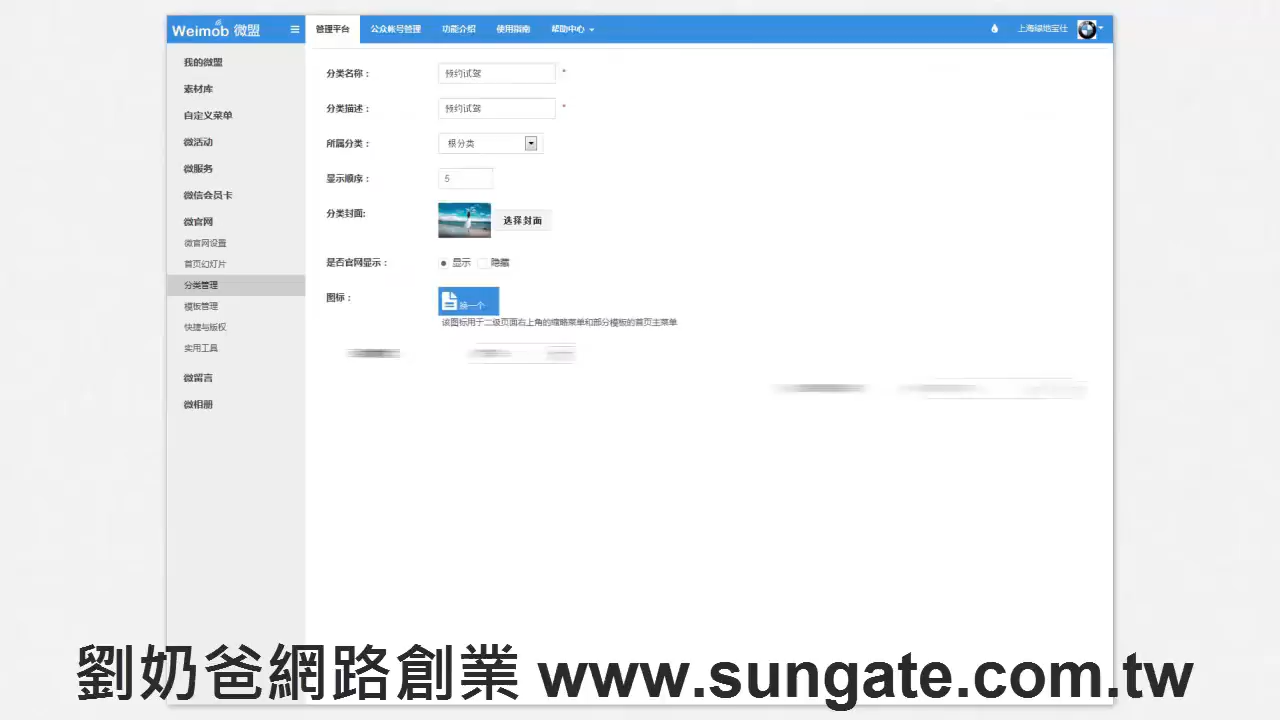 Weimob 微盟
管理平台 公众帐号管理 功能介绍 使用指南 帮助中心
上海绿地宝仕
我的微盟
素材库
自定义菜单
微活动
微服务
微信会员卡
微官网
微官网设置
首页幻灯片
分类管理
模板管理
快捷与版权
实用工具
微留言
微相册
分类名称： 预约试驾 *
分类描述： 预约试驾 *
所属分类： 根分类
显示顺序： 5
分类封面: 选择封面
是否官网显示： 显示 隐藏
图标： 换一个
该图标用于二级页面右上角的缩略菜单和部分模板的首页主菜单
劉奶爸網路創業 www.sungate.com.tw